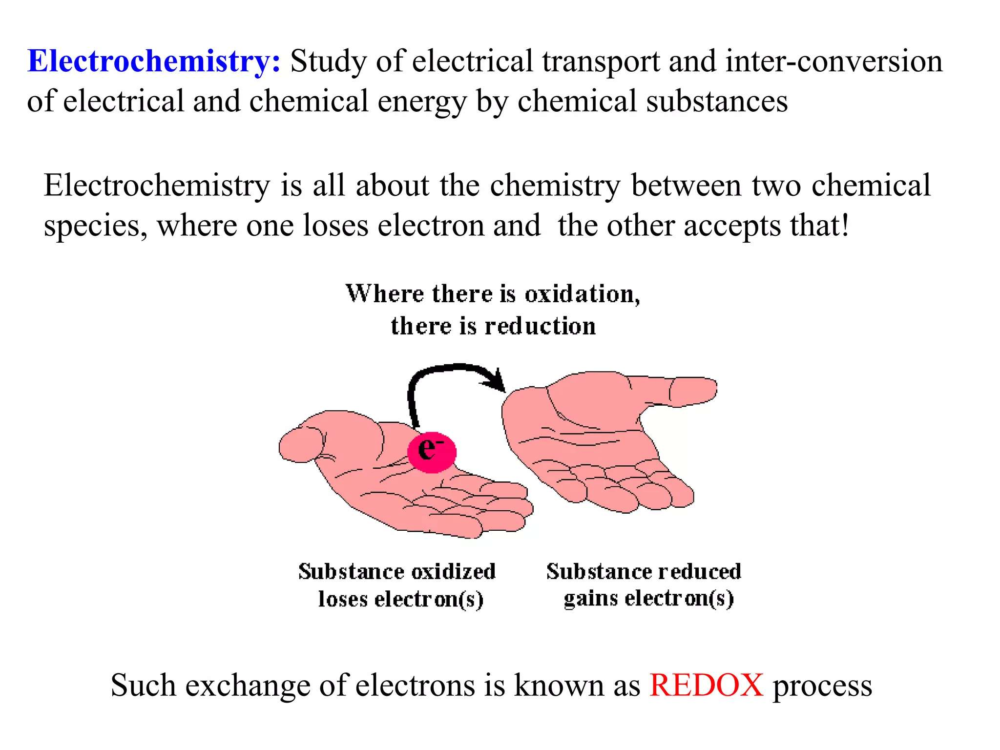 Electrochemistry: Study of electrical transport and inter-conversion
of electrical and chemical energy by chemical substances
Electrochemistry is all about the chemistry between two chemical
species, where one loses electron and  the other accepts that!
Where there is oxidation,
there is reduction
e-
Substance oxidized
loses electron(s)
Substance reduced
gains electron(s)
Such exchange of electrons is known as REDOX process